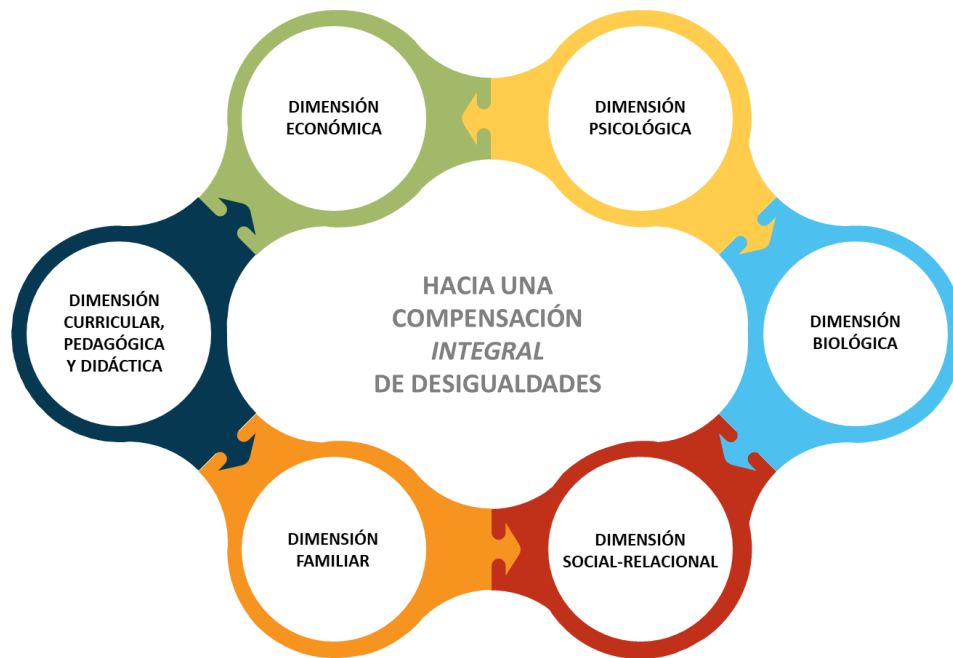 DIMENSIÓN
ECONÓMICA
DIMENSIÓN
PSICOLÓGICA
DIMENSIÓN
CURRICULAR,
PEDAGÓGICA
Y DIDÁCTICA
HACIA UNA
COMPENSACIÓN
INTEGRAL
DE DESIGUALDADES
DIMENSIÓN
BIOLÓGICA
DIMENSIÓN
FAMILIAR
DIMENSIÓN
SOCIAL-RELACIONAL